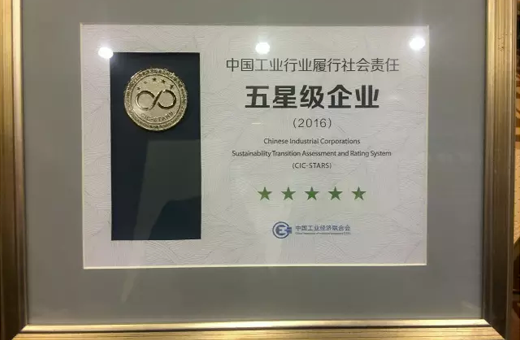 中国工业行业履行社会责任
五星级企业
(2016)
Chinese Industrial Corporations
Sustainability Transition Assessment and Rating System
(CIC-STARS)
中国工业经济联合会